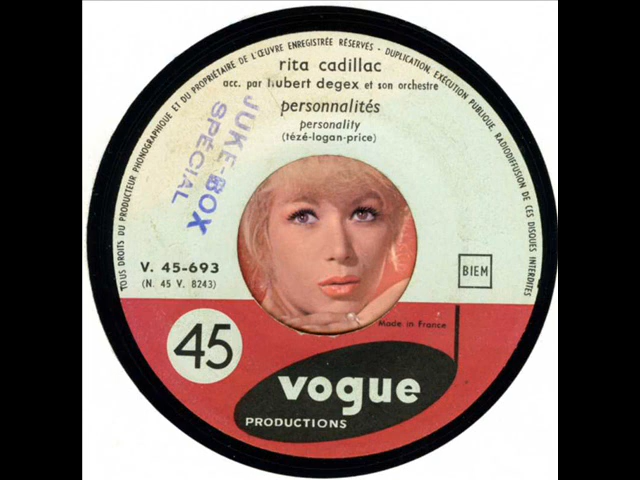 TOUS DROITS DU PRODUCTEUR PHONOGRAPHIQUE ET DU PROPRIÉTAIRE DE L'ŒUVRE ENREGISTRÉE RÉSERVÉS - DUPLICATION, EXÉCUTION PUBLIQUE, RADIODIFFUSION DE CES DISQUES INTERDITES
rita cadillac
acc. par hubert degex et son orchestre
personnalités
personality
(tézé-logan-price)
JUKE-BOX
SPECIAL
V. 45-693
(N. 45 V. 8243)
BIEM
Made in France
45
vogue
PRODUCTIONS